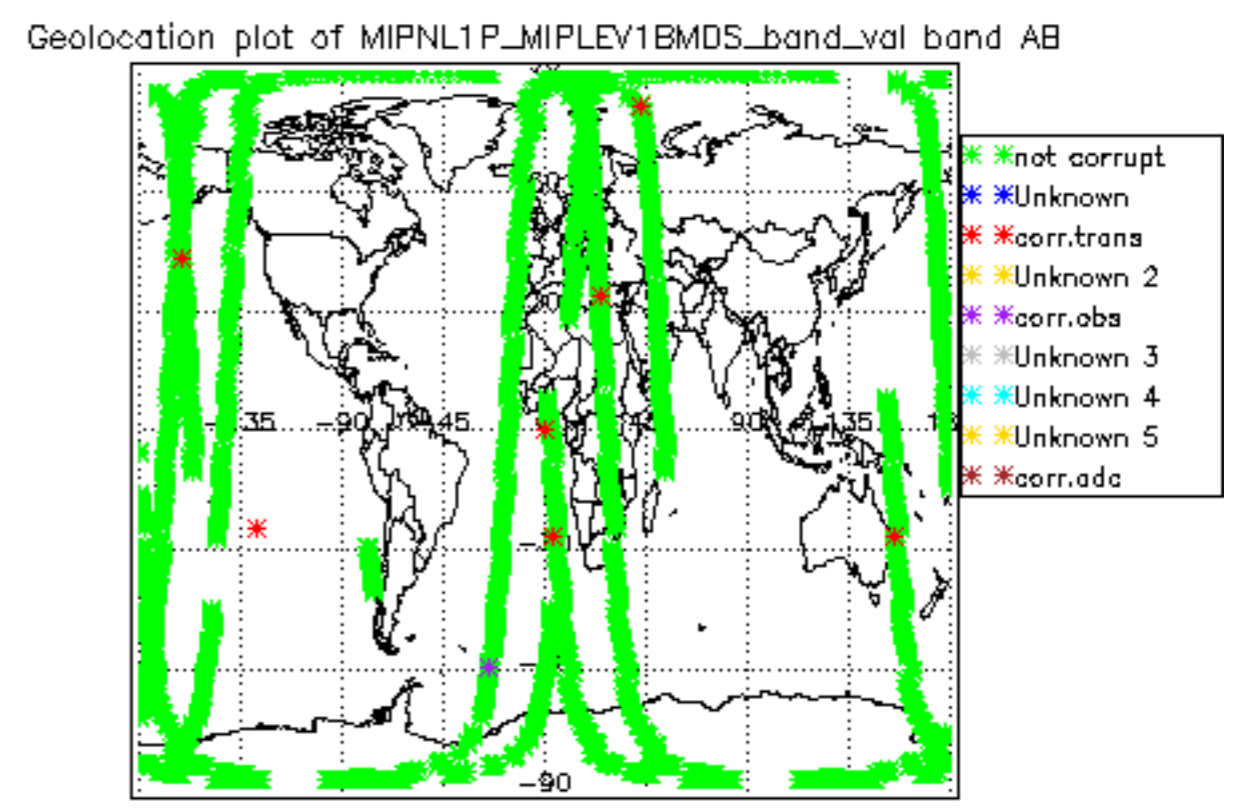 Geolocation plot of MIPNL1P_MIPLEV1BMDS_band_val band AB
not corrupt
Unknown
corr.trans
Unknown 2
corr.obs
Unknown 3
Unknown 4
Unknown 5
corr.adc
-90 -45 90 135
-90